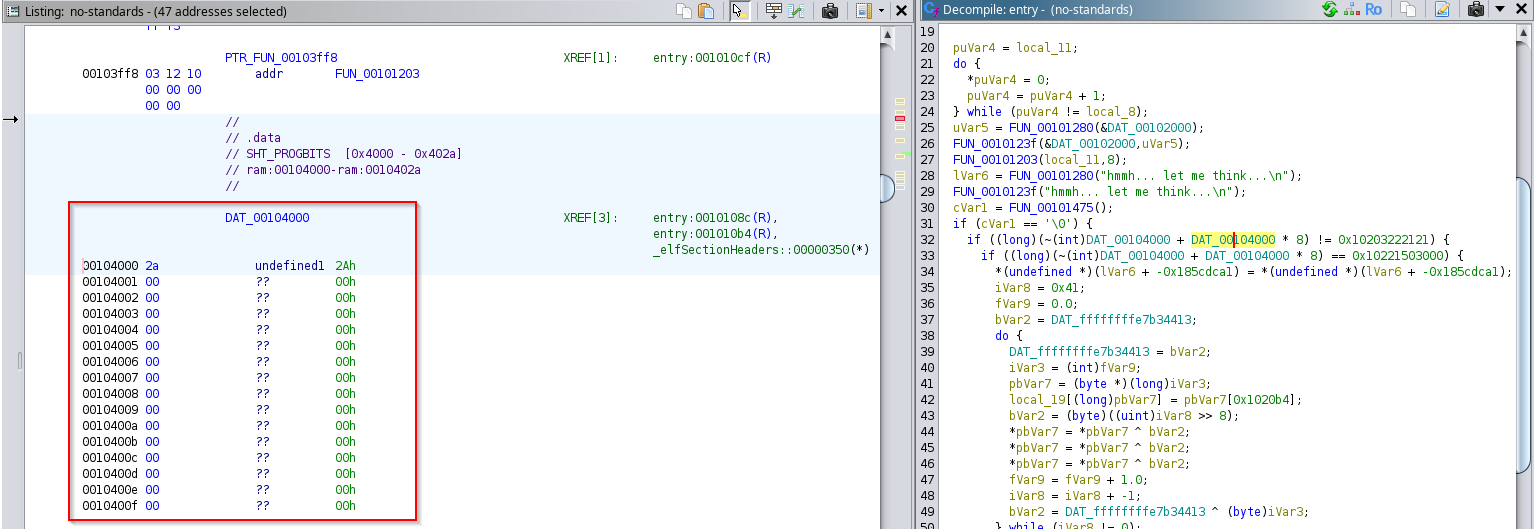 Listing: no-standards - (47 addresses selected)
PTR_FUN_00103ff8 XREF[1]: entry:001010cf(R)
00103ff8 03 12 10 addr FUN_00101203
00 00 00
00 00
//
// .data
// SHT_PROGBITS [0x4000 - 0x402a]
// ram:00104000-ram:0010402a
//
DAT_00104000 XREF[3]: entry:0010108c(R),
entry:001010b4(R),
_elfSectionHeaders::00000350(*)
00104000 2a undefined1 2Ah
00104001 00 ?? 00h
00104002 00 ?? 00h
00104003 00 ?? 00h
00104004 00 ?? 00h
00104005 00 ?? 00h
00104006 00 ?? 00h
00104007 00 ?? 00h
00104008 00 ?? 00h
00104009 00 ?? 00h
0010400a 00 ?? 00h
0010400b 00 ?? 00h
0010400c 00 ?? 00h
0010400d 00 ?? 00h
0010400e 00 ?? 00h
0010400f 00 ?? 00h
Decompile: entry - (no-standards)
Ro
19
20 puVar4 = local_11;
21 do {
22 *puVar4 = 0;
23 puVar4 = puVar4 + 1;
24 } while (puVar4 != local_8);
25 uVar5 = FUN_00101280(&DAT_00102000);
26 FUN_0010123f(&DAT_00102000,uVar5);
27 FUN_00101203(local_11,8);
28 lVar6 = FUN_00101280("hmmh... let me think...\n");
29 FUN_0010123f("hmmh... let me think...\n");
30 cVar1 = FUN_00101475();
31 if (cVar1 == '\0') {
32 if ((long)(~(int)DAT_00104000 + DAT_00104000 * 8) != 0x10203222121) {
33 if ((long)(~(int)DAT_00104000 + DAT_00104000 * 8) == 0x10221503000) {
34 *(undefined *)(lVar6 + -0x185cdca1) = *(undefined *)(lVar6 + -0x185cdca1);
35 iVar8 = 0x41;
36 fVar9 = 0.0;
37 bVar2 = DAT_ffffffffe7b34413;
38 do {
39 DAT_ffffffffe7b34413 = bVar2;
40 iVar3 = (int)fVar9;
41 pbVar7 = (byte *)(long)iVar3;
42 local_19[(long)pbVar7] = pbVar7[0x1020b4];
43 bVar2 = (byte)((uint)iVar8 >> 8);
44 *pbVar7 = *pbVar7 ^ bVar2;
45 *pbVar7 = *pbVar7 ^ bVar2;
46 *pbVar7 = *pbVar7 ^ bVar2;
47 fVar9 = fVar9 + 1.0;
48 iVar8 = iVar8 + -1;
49 bVar2 = DAT_ffffffffe7b34413 ^ (byte)iVar3;
50 } while (iVar8 != 0);